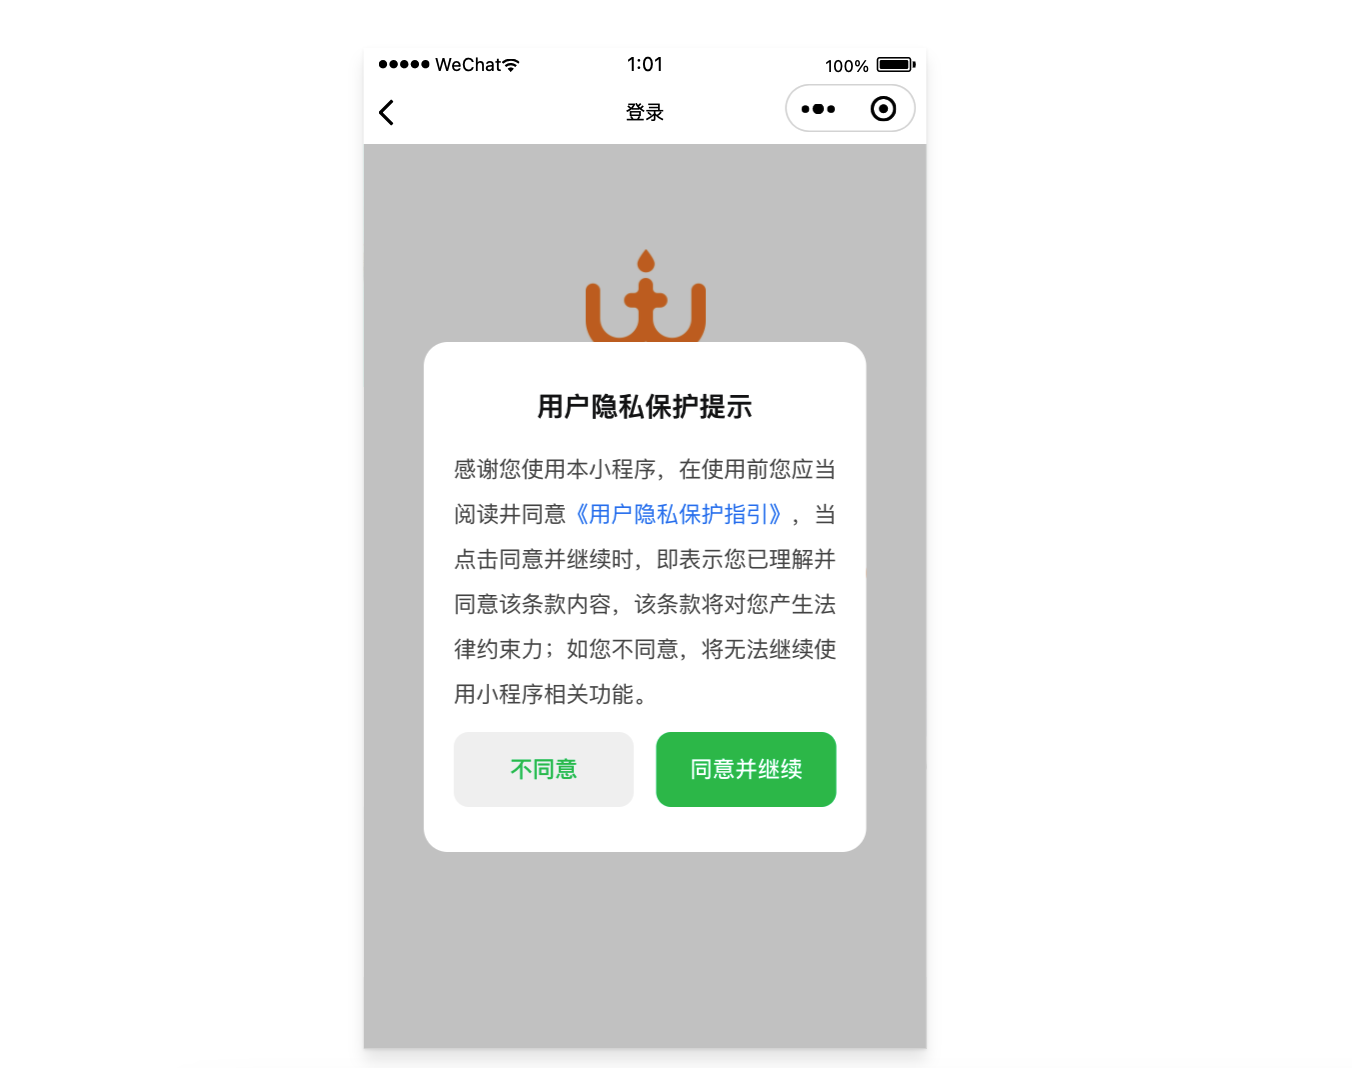 WeChat
1:01
100%
登录
用户隐私保护提示
感谢您使用本小程序，在使用前您应当
阅读井同意《用户隐私保护指引》，当
点击同意并继续时，即表示您已理解并
同意该条款内容，该条款将对您产生法
律约束力；如您不同意，将无法继续使
用小程序相关功能。
不同意
同意并继续